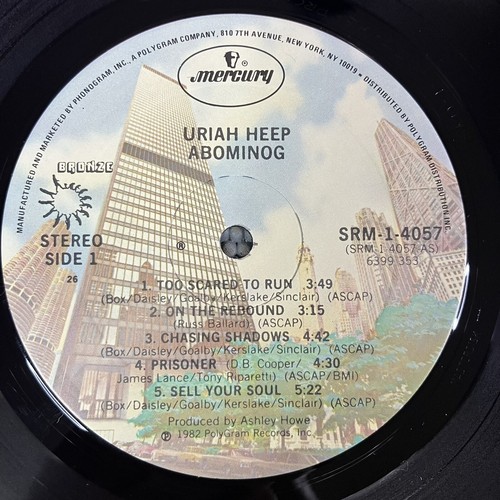 MANUFACTURED AND MARKETED BY PHONOGRAM, INC., A POLYGRAM COMPANY, 810 7TH AVENUE, NEW YORK, NY 10019 • DISTRIBUTED BY POLYGRAM DISTRIBUTION, INC.
mercury ®
URIAH HEEP
ABOMINOG
BRONZE
STEREO
SIDE 1
26
®
SRM-1-4057
(SRM 1 4057 AS)
6399 353
1. TOO SCARED TO RUN 3:49
(Box/Daisley/Goalby/Kerslake/Sinclair) (ASCAP)
2. ON THE REBOUND 3:15
(Russ Ballard) (ASCAP)
3. CHASING SHADOWS 4:42
(Box/Daisley/Goalby/Kerslake/Sinclair) (ASCAP)
4. PRISONER (D.B. Cooper/ 4:30
James Lance/Tony Riparetti) (ASCAP/BMI)
5. SELL YOUR SOUL 5:22
(Box/Daisley/Goalby/Kerslake/Sinclair) (ASCAP)
Produced by Ashley Howe
℗ 1982 PolyGram Records, Inc.